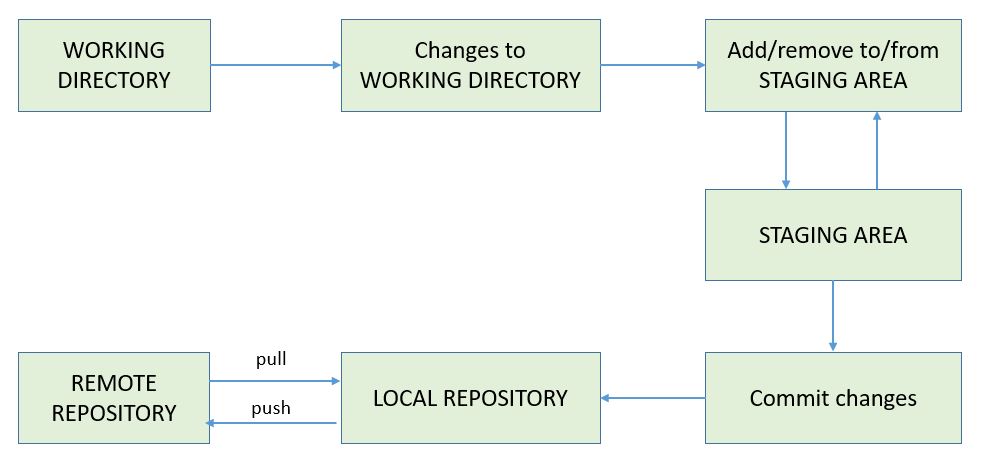 WORKING
DIRECTORY
Changes to
WORKING DIRECTORY
Add/remove to/from
STAGING AREA
STAGING AREA
Commit changes
LOCAL REPOSITORY
pull
push
REMOTE
REPOSITORY